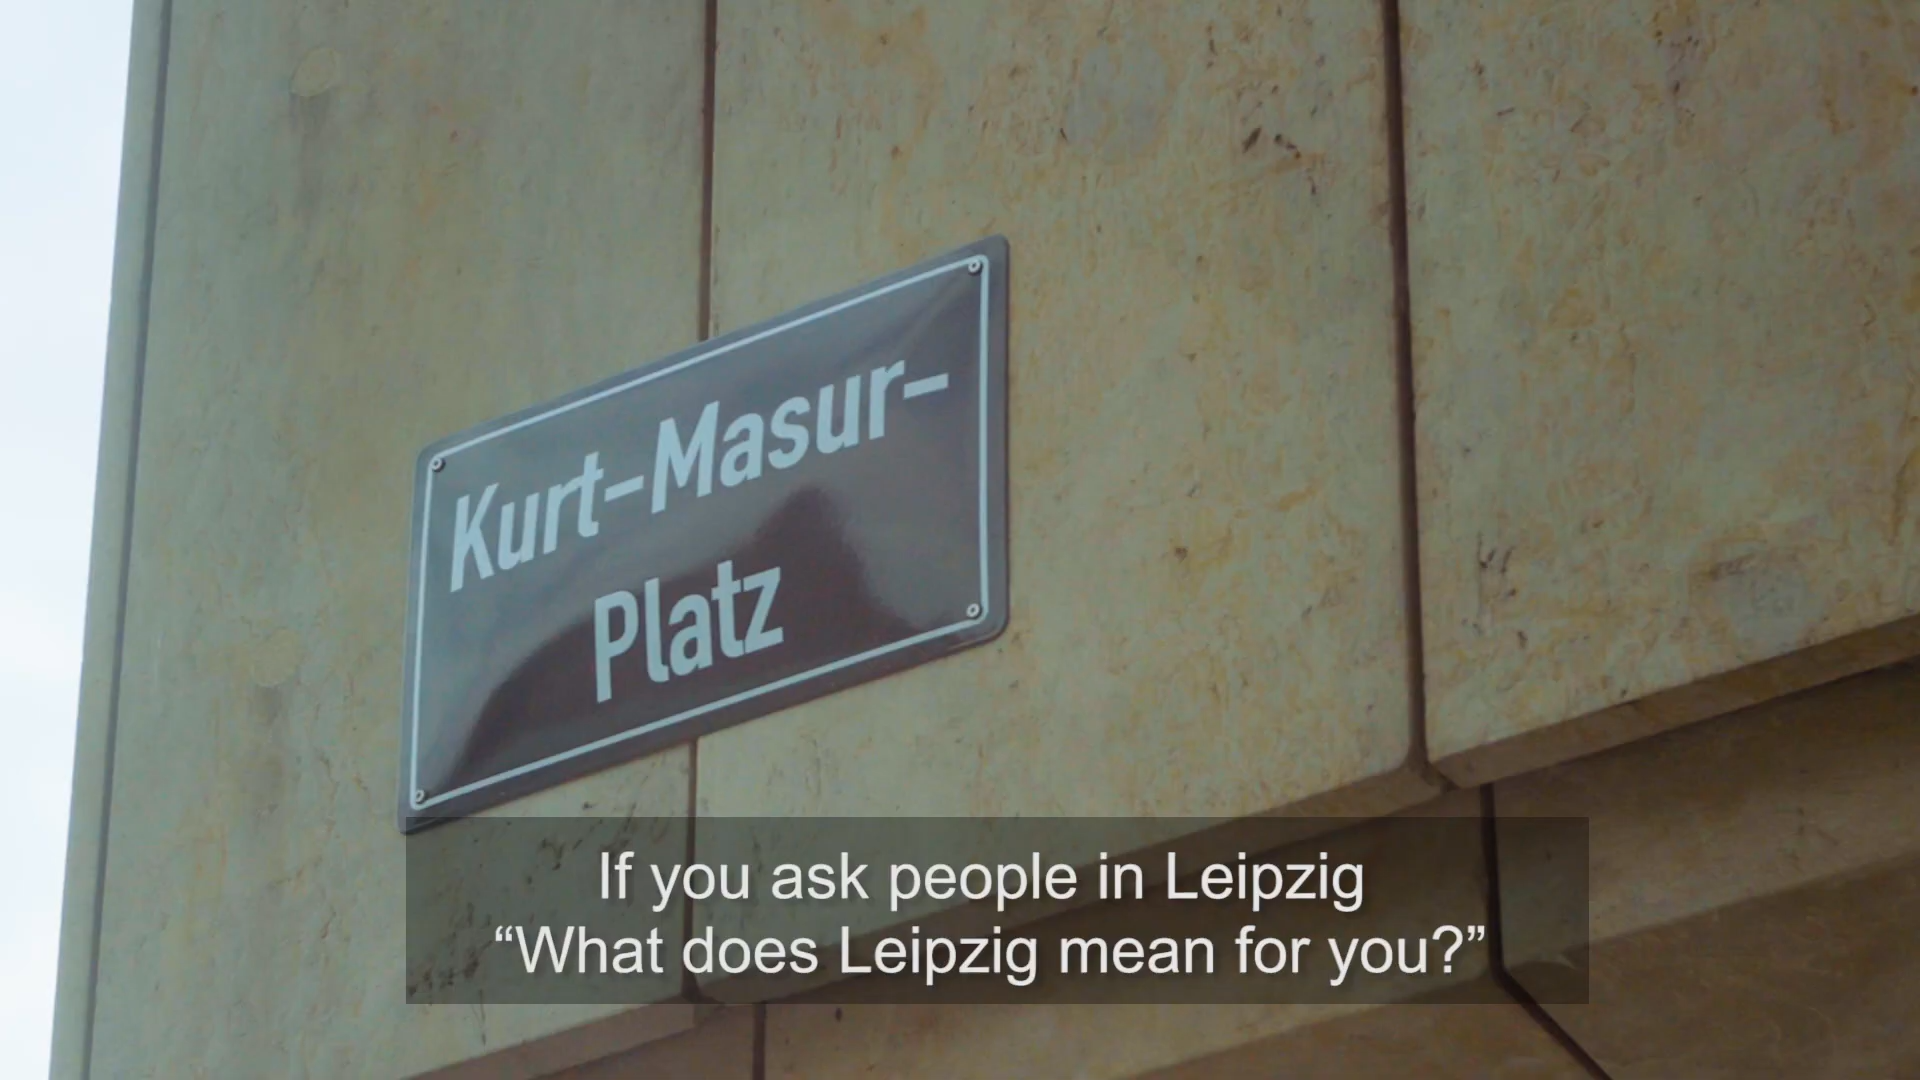 Kurt-Masur-
Platz
If you ask people in Leipzig
“What does Leipzig mean for you?”